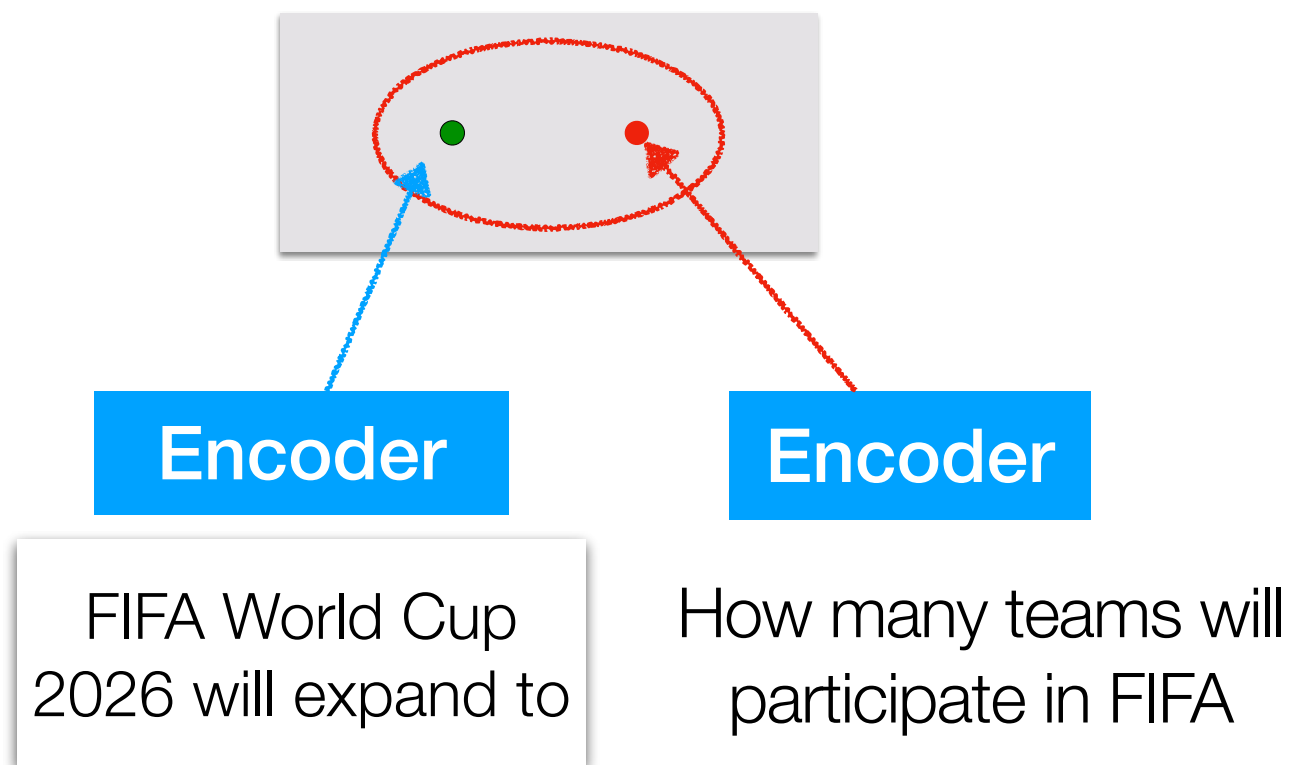 Encoder
Encoder
FIFA World Cup
2026 will expand to
How many teams will
participate in FIFA